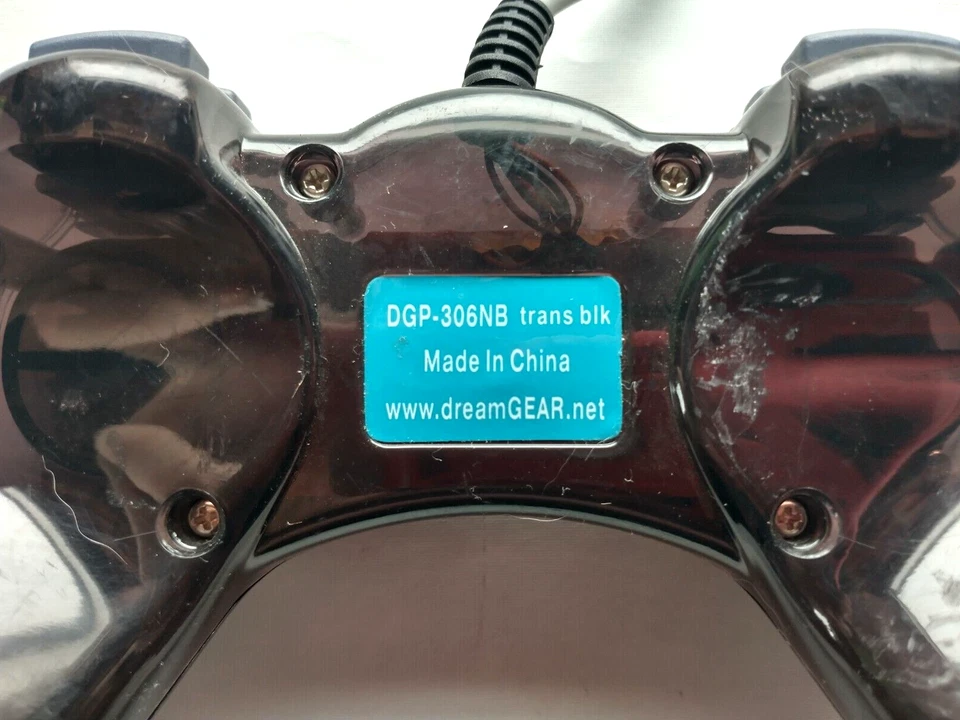 DGP-306NB trans blk
Made In China
www.dreamGEAR.net